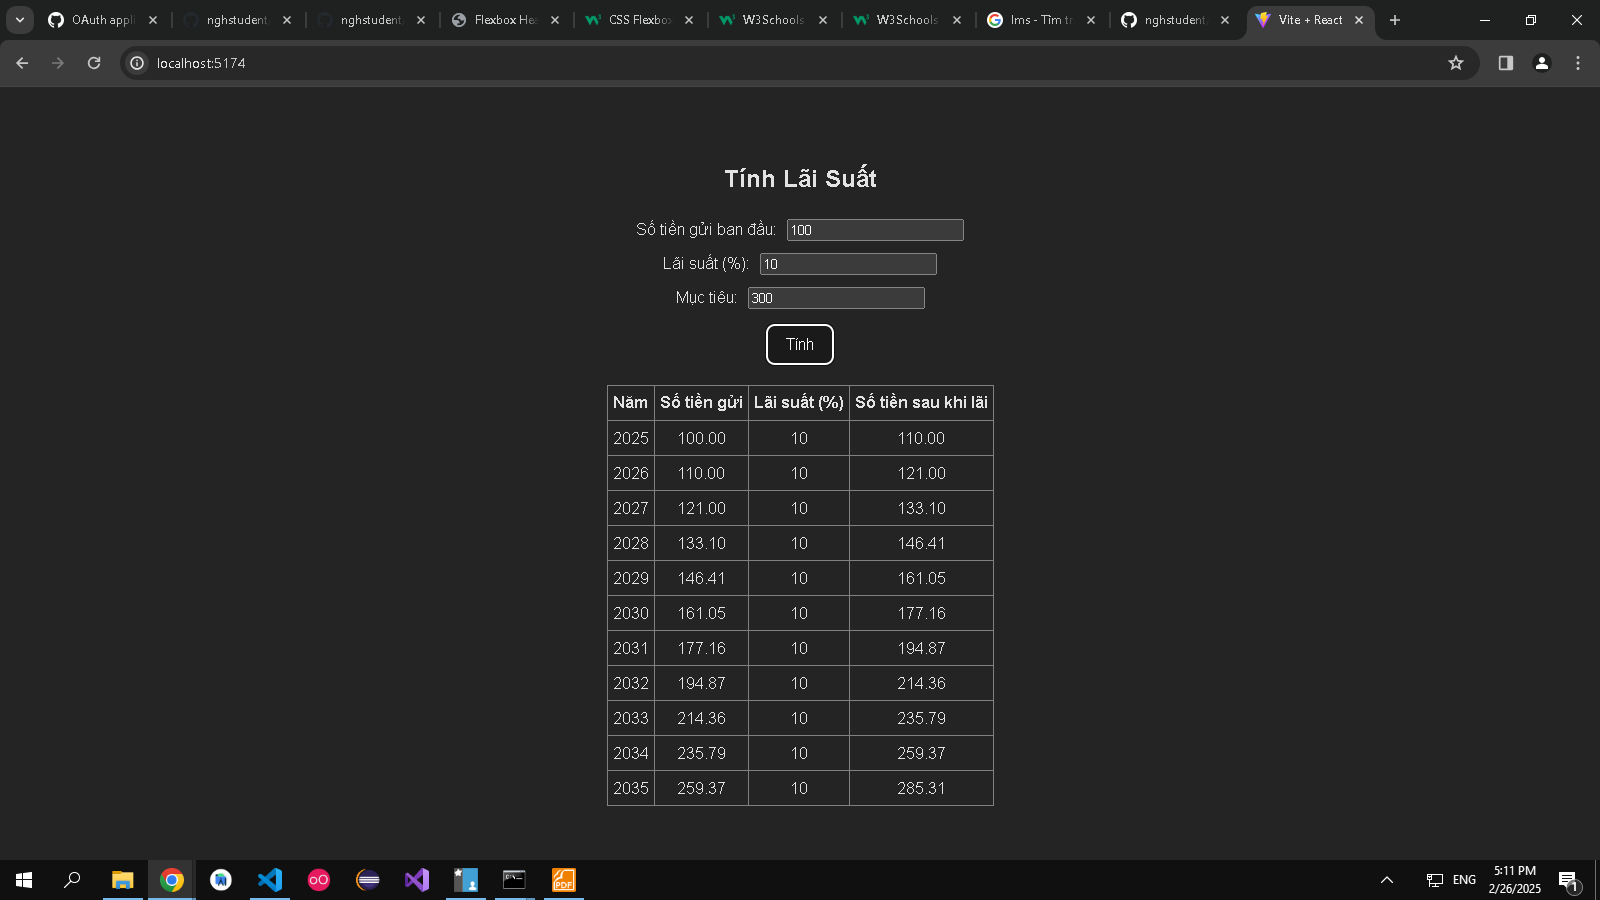 OAuth appli
nghstudent
nghstudent
Flexbox Hea
CSS Flexbox
W3Schools
W3Schools
lms - Tìm tr
nghstudent
Vite + React
localhost:5174
Tính Lãi Suất
Số tiền gửi ban đầu: 100
Lãi suất (%): 10
Mục tiêu: 300
Tính
Năm Số tiền gửi Lãi suất (%) Số tiền sau khi lãi
2025 100.00 10 110.00
2026 110.00 10 121.00
2027 121.00 10 133.10
2028 133.10 10 146.41
2029 146.41 10 161.05
2030 161.05 10 177.16
2031 177.16 10 194.87
2032 194.87 10 214.36
2033 214.36 10 235.79
2034 235.79 10 259.37
2035 259.37 10 285.31
PDF
ENG
5:11 PM
2/26/2025
1